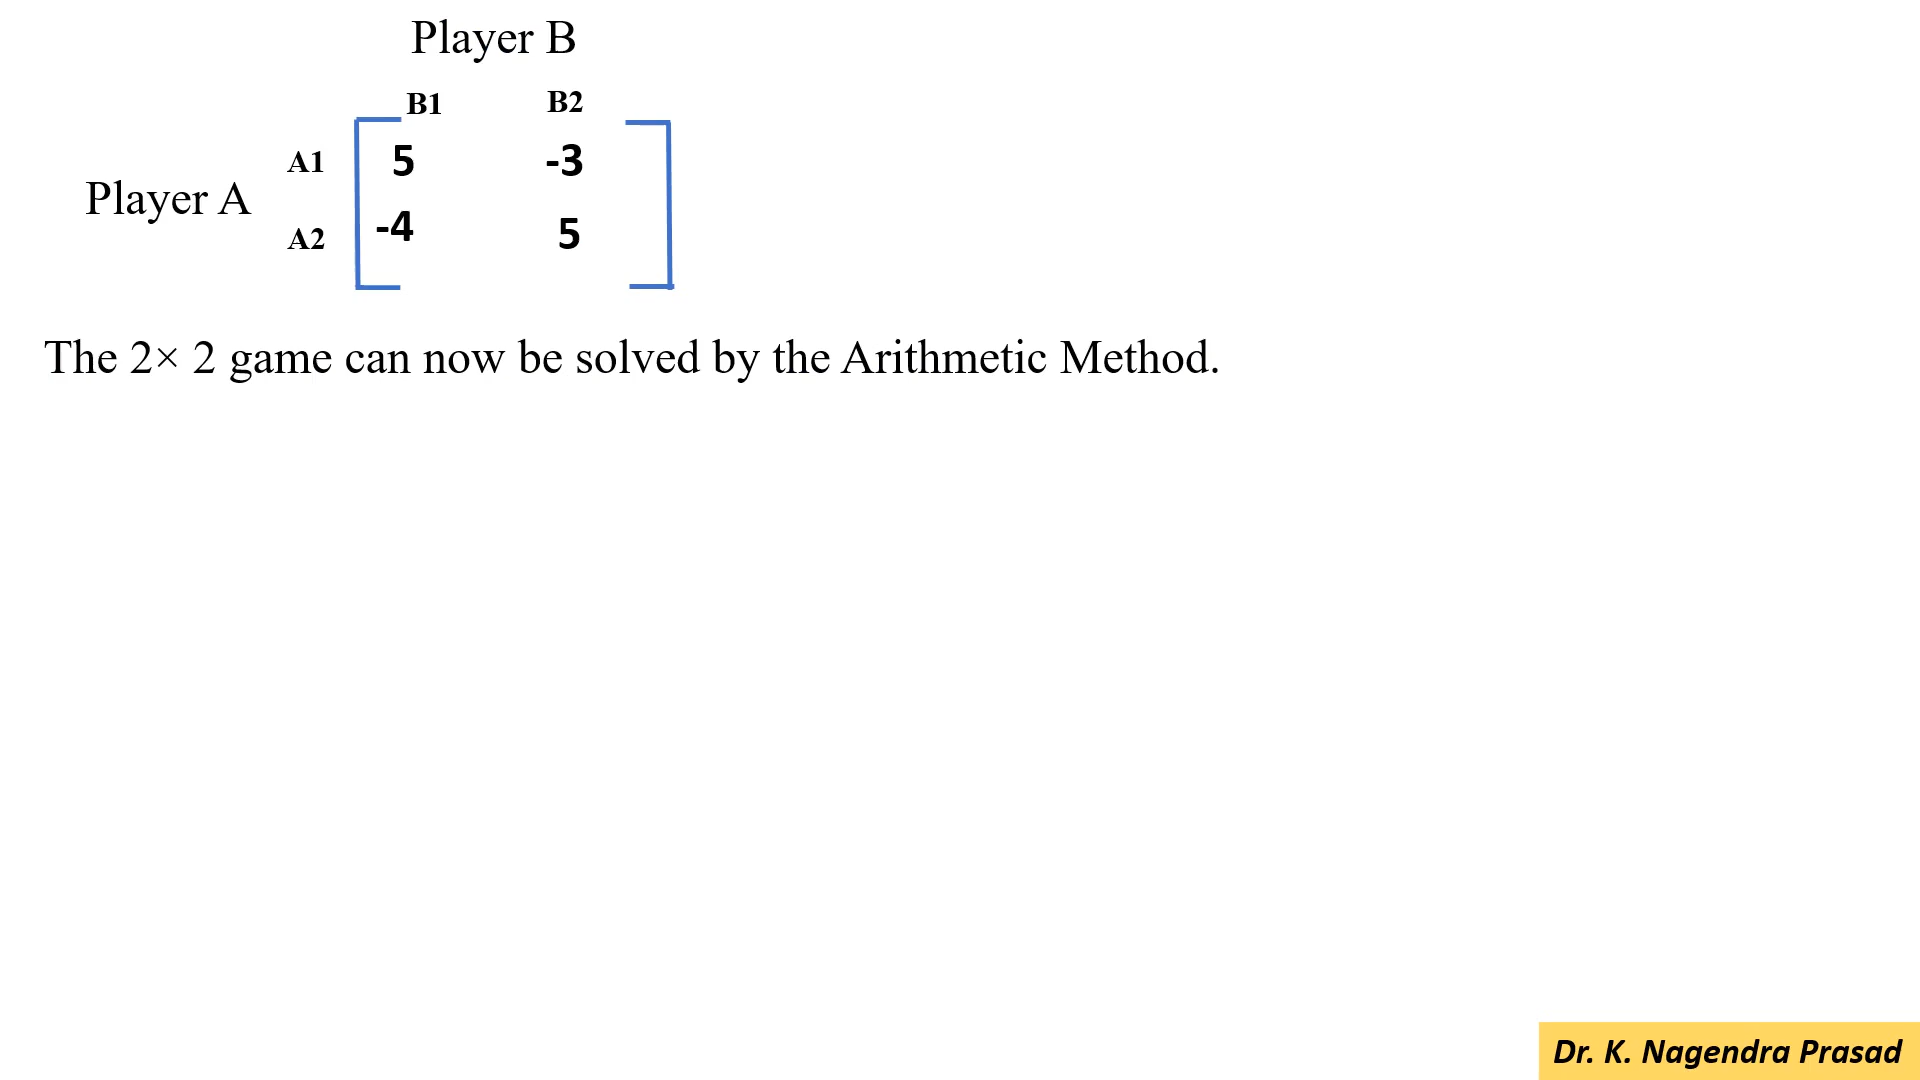 Player B
B1 B2
A1 5 -3
Player A
A2 -4 5
The 2× 2 game can now be solved by the Arithmetic Method.
Dr. K. Nagendra Prasad